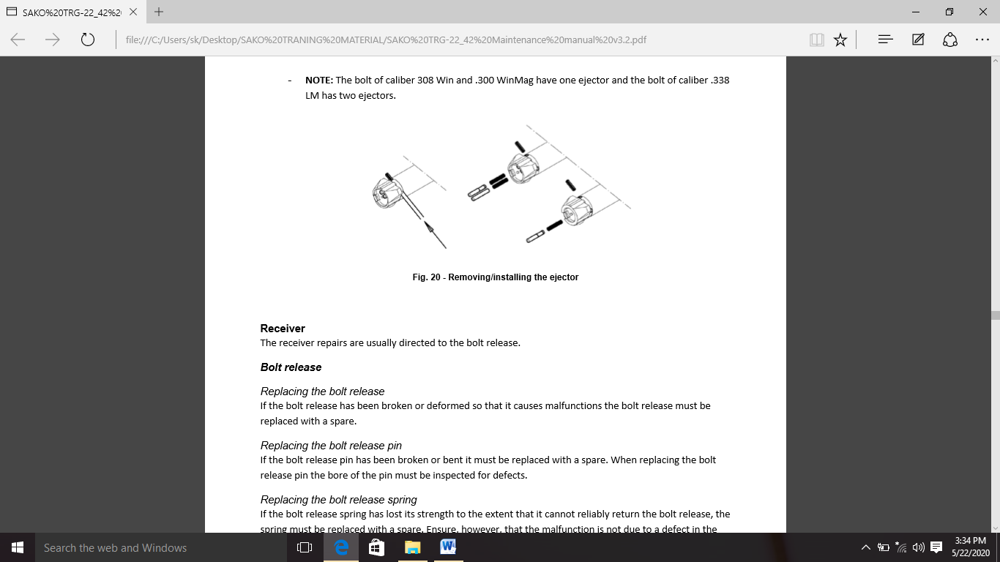 SAKO%20TRG-22_42%2
file:///C:/Users/sk/Desktop/SAKO%20TRANING%20MATERIAL/SAKO%20TRG-22_42%20Maintenance%20manual%20v3.2.pdf
- NOTE: The bolt of caliber 308 Win and .300 WinMag have one ejector and the bolt of caliber .338
LM has two ejectors.
Fig. 20 - Removing/installing the ejector
Receiver
The receiver repairs are usually directed to the bolt release.
Bolt release
Replacing the bolt release
If the bolt release has been broken or deformed so that it causes malfunctions the bolt release must be
replaced with a spare.
Replacing the bolt release pin
If the bolt release pin has been broken or bent it must be replaced with a spare. When replacing the bolt
release pin the bore of the pin must be inspected for defects.
Replacing the bolt release spring
If the bolt release spring has lost its strength to the extent that it cannot reliably return the bolt release, the
spring must be replaced with a spare. Ensure, however, that the malfunction is not due to a defect in the
Search the web and Windows
3:34 PM
5/22/2020